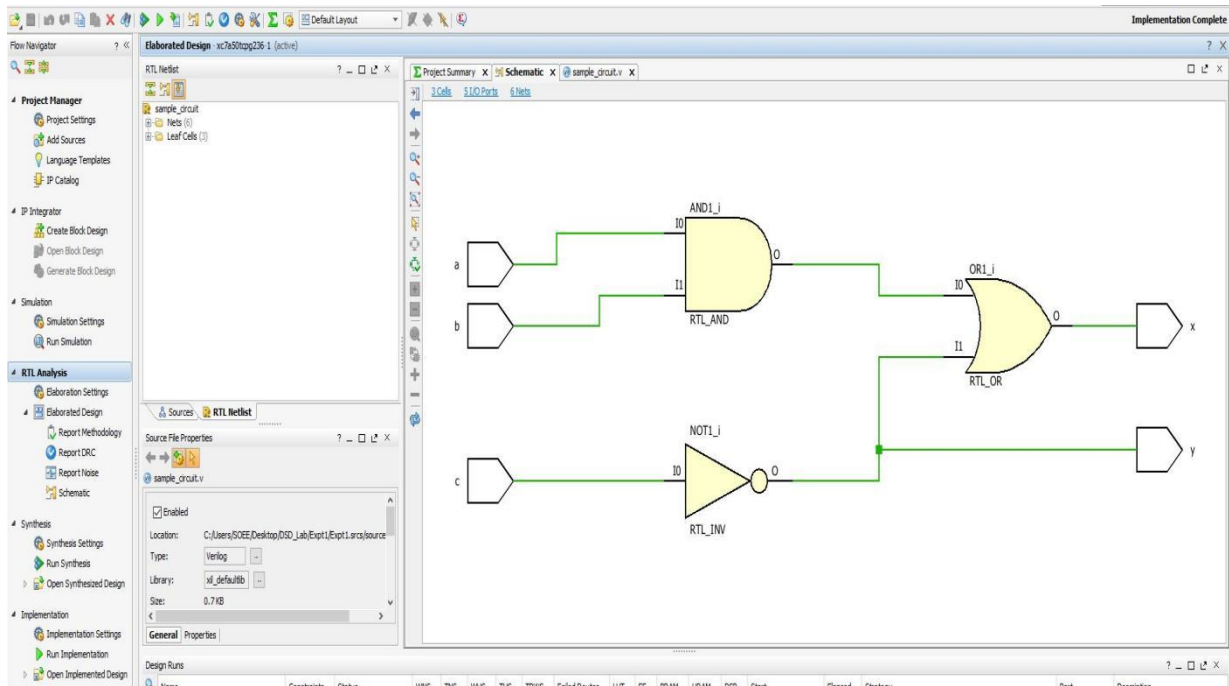 Default Layout
Implementation Complete
Flow Navigator
Project Manager
Project Settings
Add Sources
Language Templates
IP Catalog
IP Integrator
Create Block Design
Open Block Design
Generate Block Design
Simulation
Simulation Settings
Run Simulation
RTL Analysis
Elaboration Settings
Elaborated Design
Report Methodology
Report DRC
Report Noise
Schematic
Synthesis
Synthesis Settings
Run Synthesis
Open Synthesized Design
Implementation
Implementation Settings
Run Implementation
Open Implemented Design
Elaborated Design - xc7a50tcpg236-1 (active)
RTL Netlist
sample_circuit
Nets (6)
Leaf Cells (3)
Sources
RTL Netlist
Source File Properties
sample_circuit.v
Enabled
Location: C:/Users/SOEE/Desktop/DSD_Lab/Expt1/Expt1.srcs/source
Type: Verilog
Library: xil_defaultlib
Size: 0.7 KB
General Properties
Project Summary
Schematic
sample_circuit.v
3 Cells 5 I/O Ports 6 Nets
AND1_i
I0
I1
O
RTL_AND
a
b
OR1_i
I0
I1
O
RTL_OR
x
NOT1_i
I0
O
RTL_INV
c
y
Design Runs